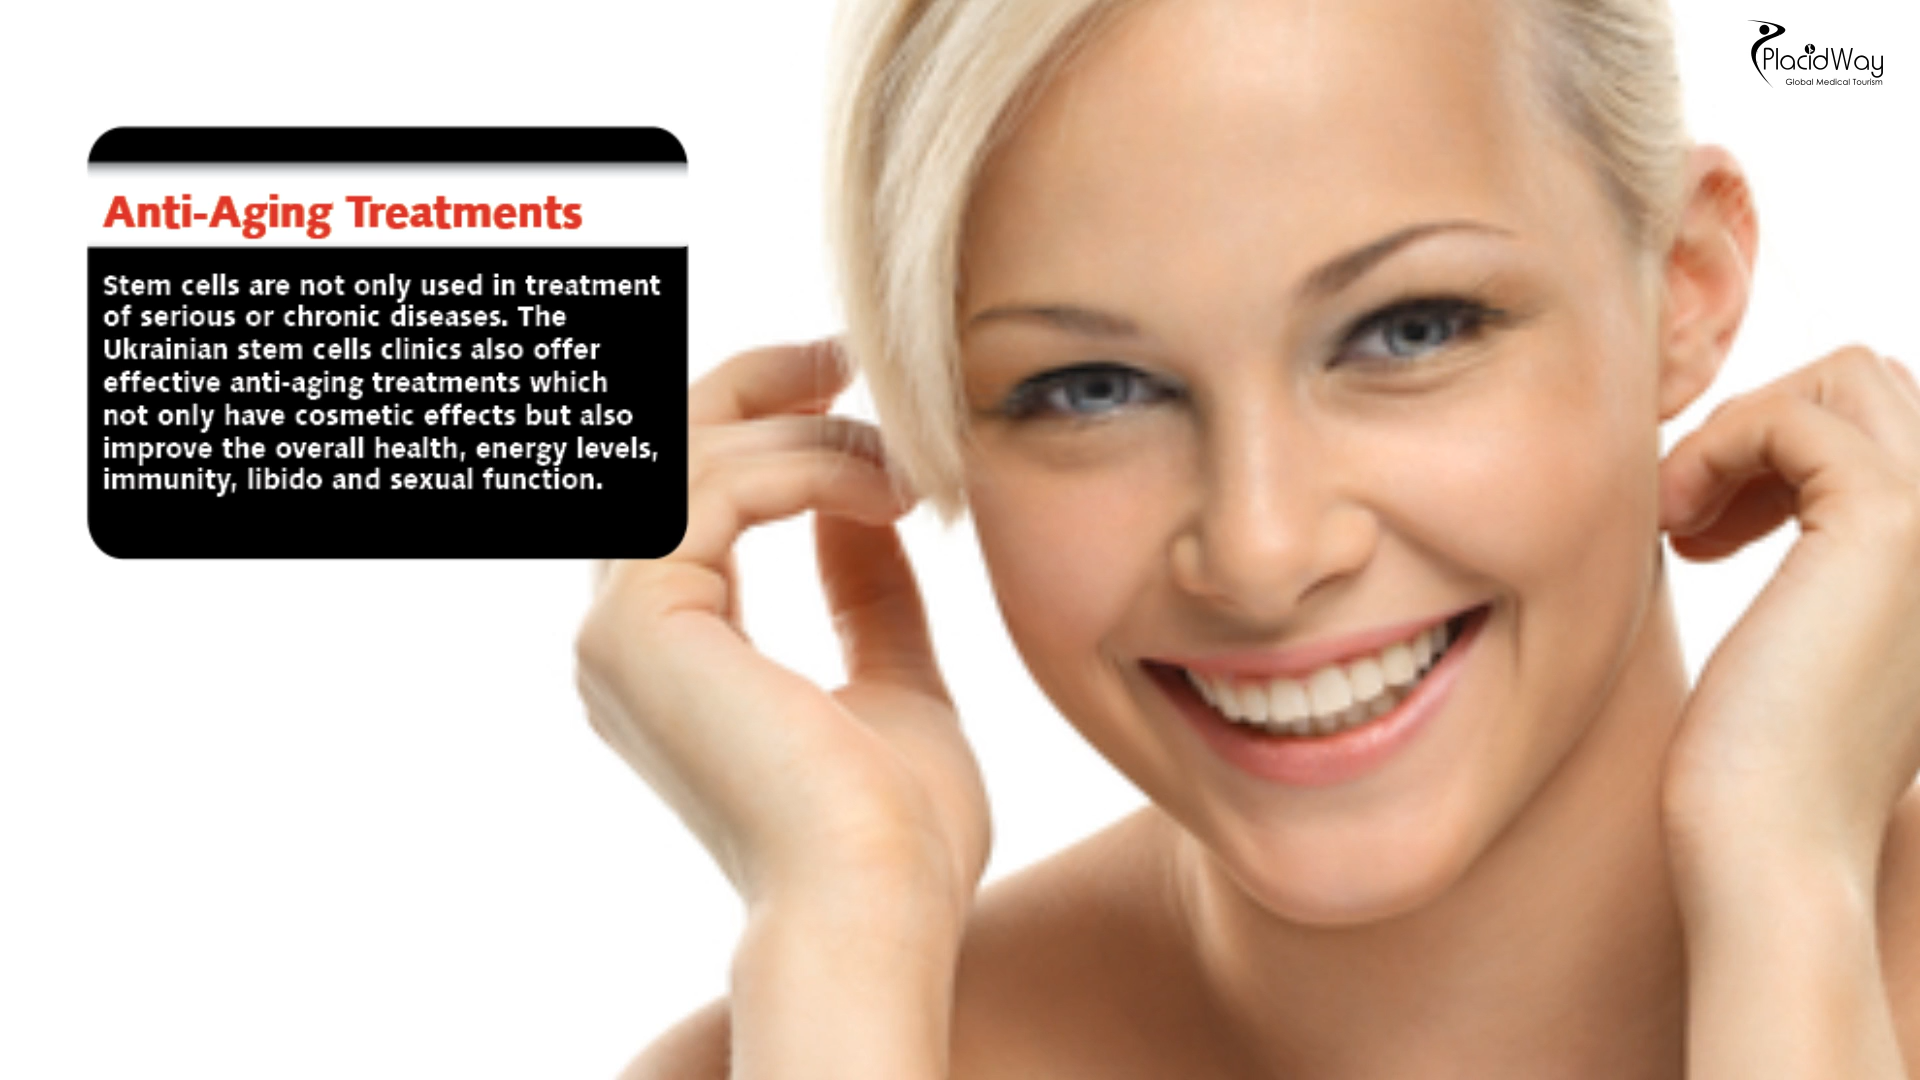 PlacidWay
Global Medical Tourism
Anti-Aging Treatments
Stem cells are not only used in treatment
of serious or chronic diseases. The
Ukrainian stem cells clinics also offer
effective anti-aging treatments which
not only have cosmetic effects but also
improve the overall health, energy levels,
immunity, libido and sexual function.